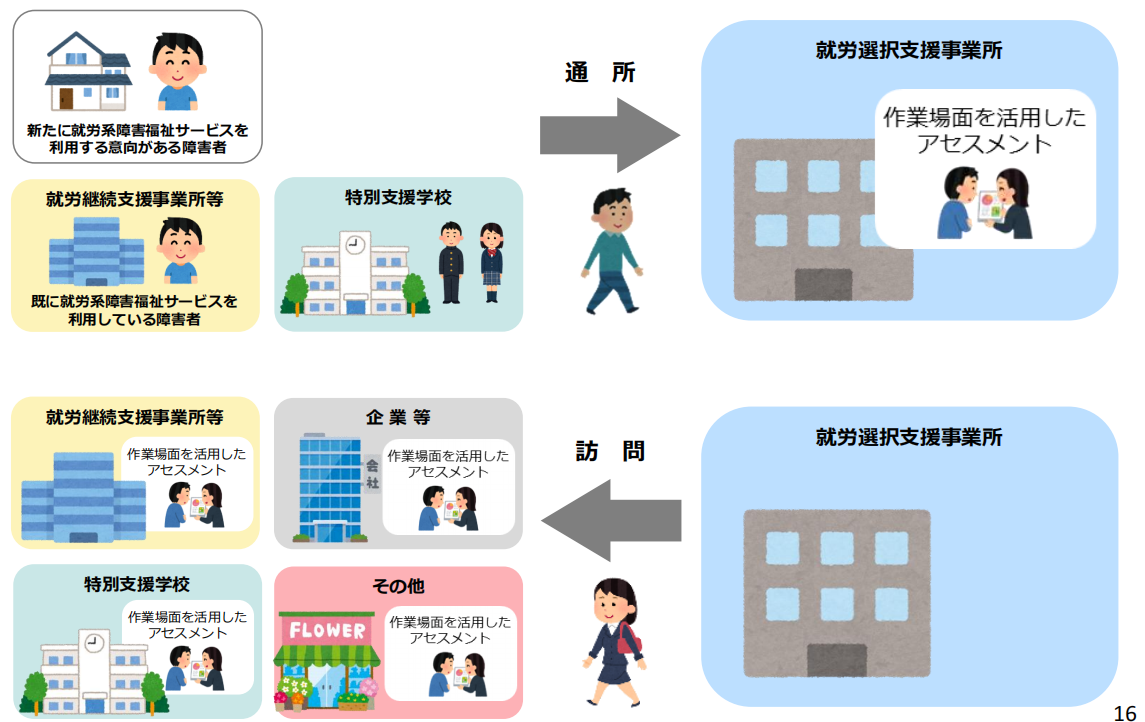 通 所
就労選択支援事業所
作業場面を活用した
アセスメント
新たに就労系障害福祉サービスを
利用する意向がある障害者
就労継続支援事業所等
既に就労系障害福祉サービスを
利用している障害者
特別支援学校
就労継続支援事業所等
作業場面を活用した
アセスメント
企 業 等
会社
作業場面を活用した
アセスメント
訪 問
就労選択支援事業所
特別支援学校
作業場面を活用した
アセスメント
その他
FLOWER
作業場面を活用した
アセスメント
16